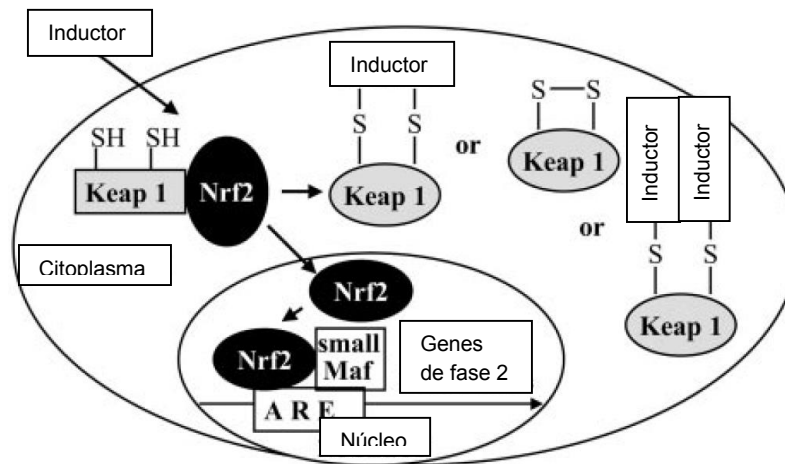 Inductor
SH SH
Keap 1 Nrf2
Inductor
S S
Keap 1
or
S S
Keap 1
or
Inductor Inductor
S S
Keap 1
Citoplasma
Nrf2
Nrf2
small
Maf
Genes
de fase 2
A R E
Núcleo